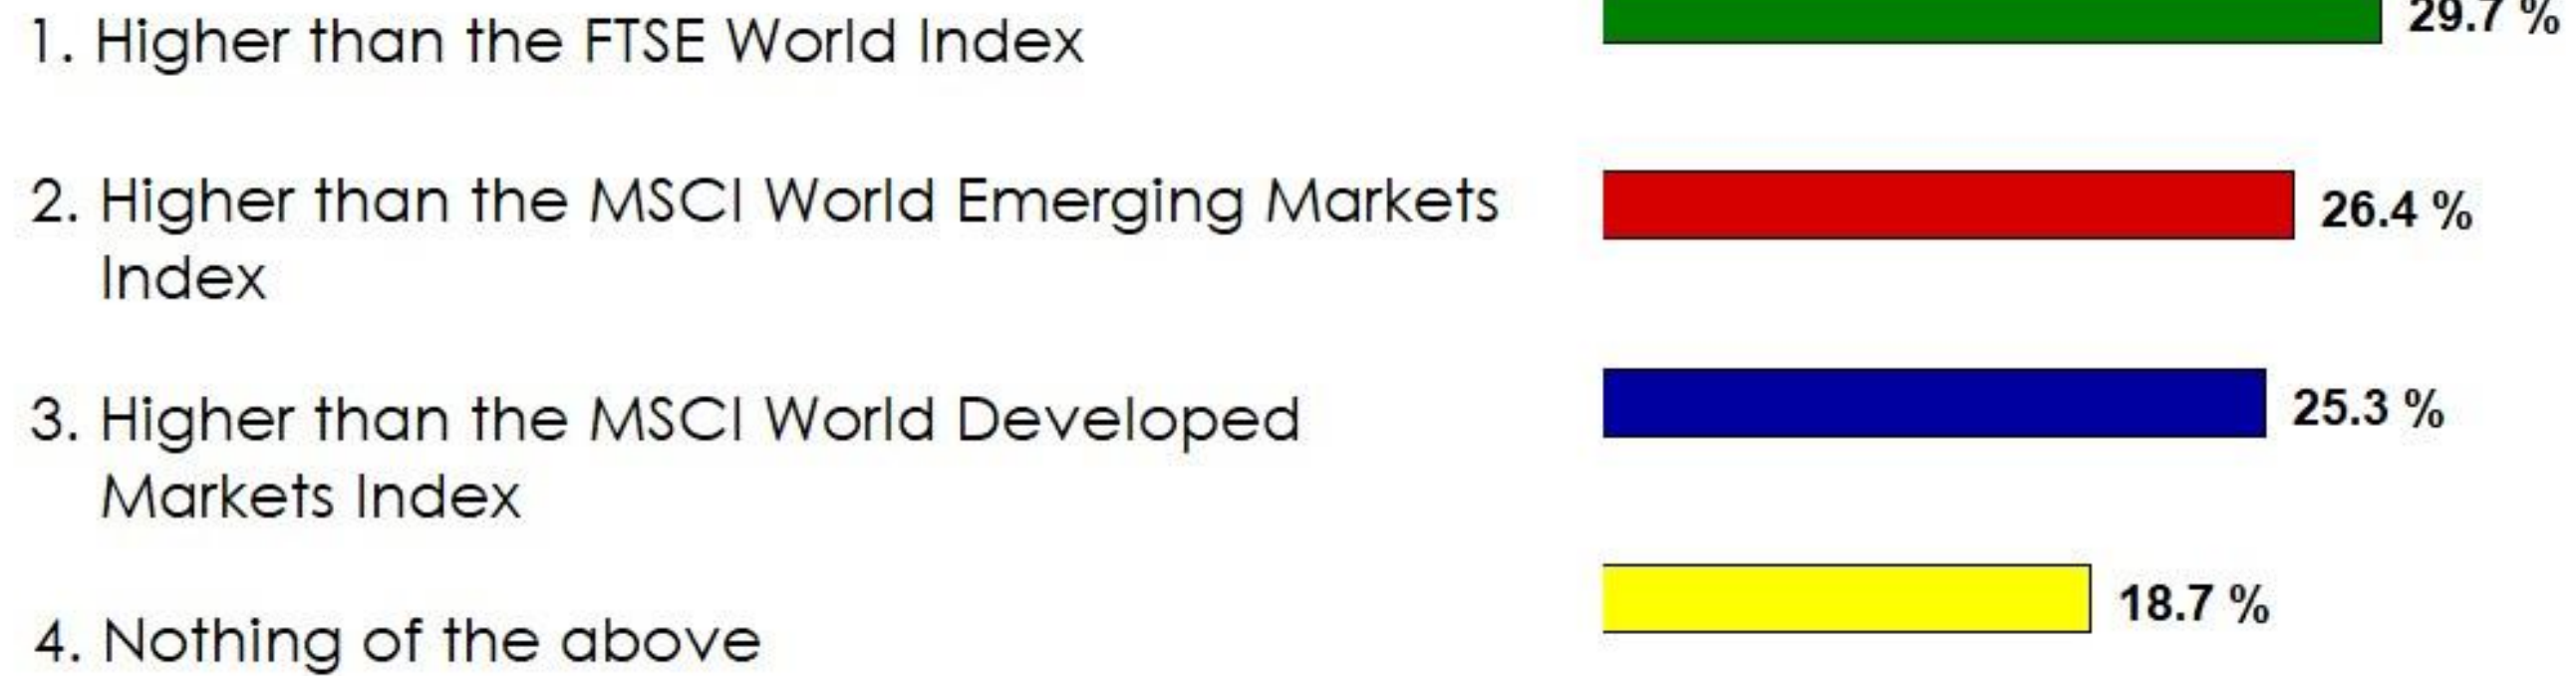 1. Higher than the FTSE World Index
29.7 %
2. Higher than the MSCI World Emerging Markets
Index
26.4 %
3. Higher than the MSCI World Developed
Markets Index
25.3 %
4. Nothing of the above
18.7 %